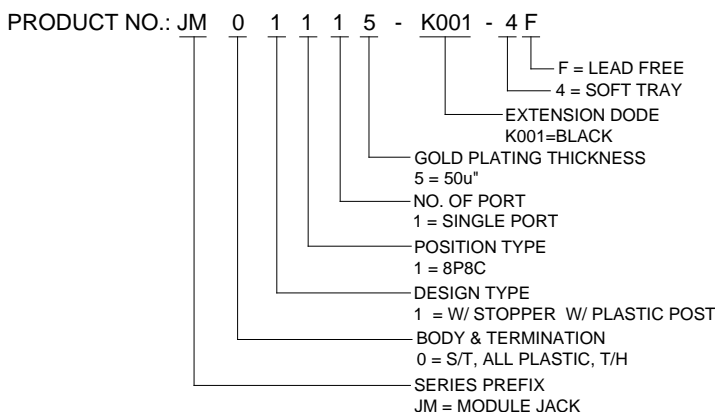 PRODUCT NO.: JM 0 1 1 1 5 - K001 - 4 F
F = LEAD FREE
4 = SOFT TRAY
EXTENSION DODE
K001=BLACK
GOLD PLATING THICKNESS
5 = 50u"
NO. OF PORT
1 = SINGLE PORT
POSITION TYPE
1 = 8P8C
DESIGN TYPE
1 = W/ STOPPER W/ PLASTIC POST
BODY & TERMINATION
0 = S/T, ALL PLASTIC, T/H
SERIES PREFIX
JM = MODULE JACK